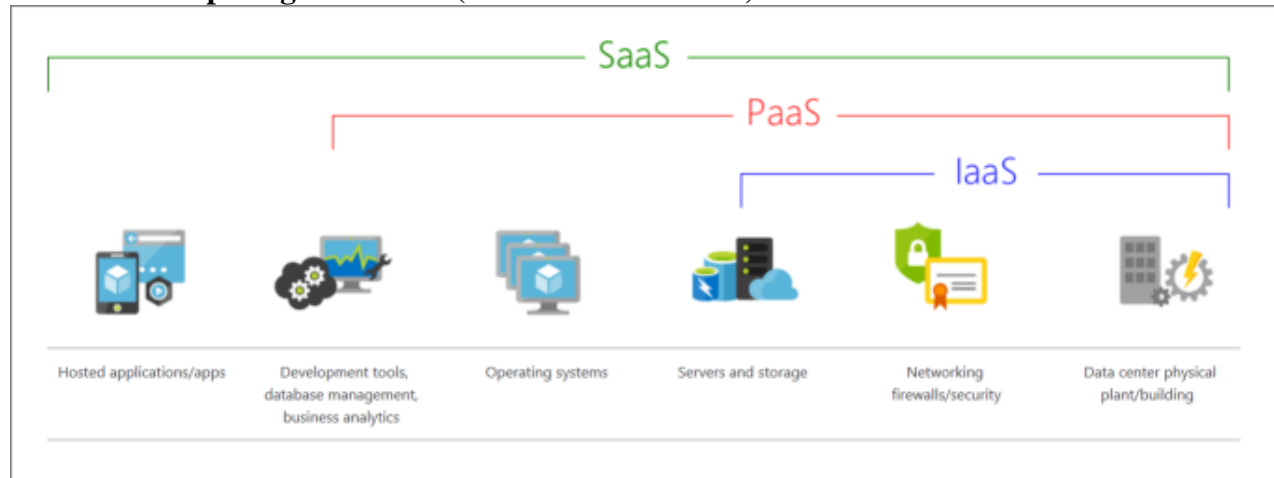 SaaS
PaaS
IaaS
Hosted applications/apps
Development tools,
database management,
business analytics
Operating systems
Servers and storage
Networking
firewalls/security
Data center physical
plant/building